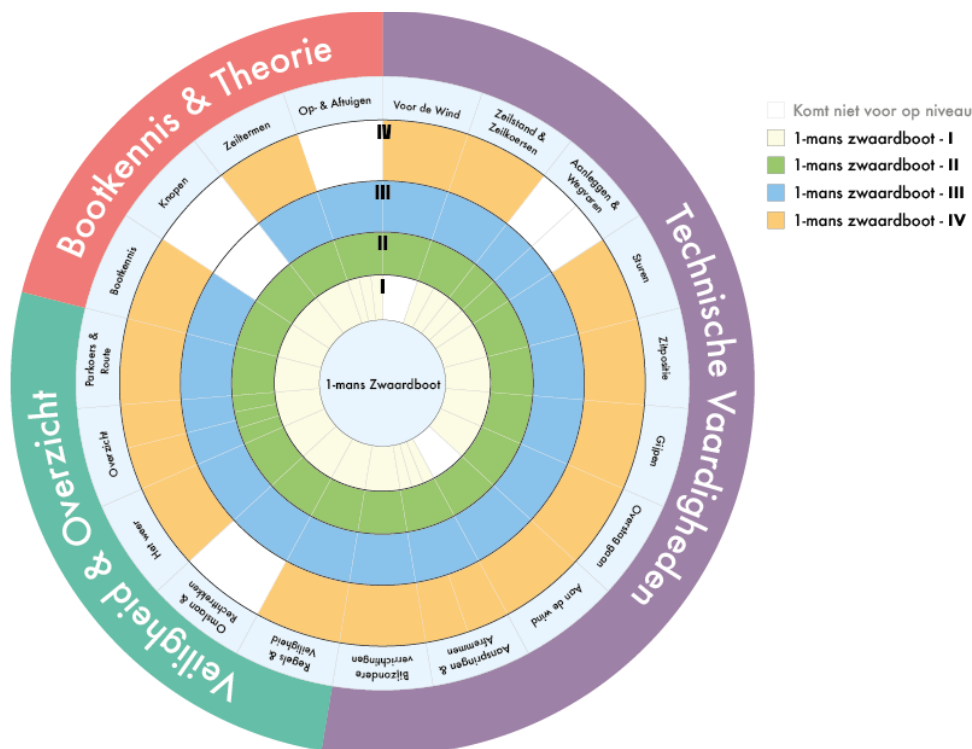 Bootkennis & Theorie
Technische Vaardigheden
Veiligheid & Overzicht
Op- & Aftuigen
Voor de Wind
Zeilstand &
Zeilkoersen
Aanleggen &
Wegvaren
Sturen
Zitpositie
Gijpen
Overstag gaan
Aan de wind
Aanspringen &
Afremmen
Bijzondere
verrichtingen
Regels &
Veiligheid
Omslaan &
Rechttrekken
Het weer
Overzicht
Parkoers &
Route
Bootkennis
Knopen
Zeiltermen
IV
III
II
I
1-mans Zwaardboot
Komt niet voor op niveau
1-mans zwaardboot - I
1-mans zwaardboot - II
1-mans zwaardboot - III
1-mans zwaardboot - IV